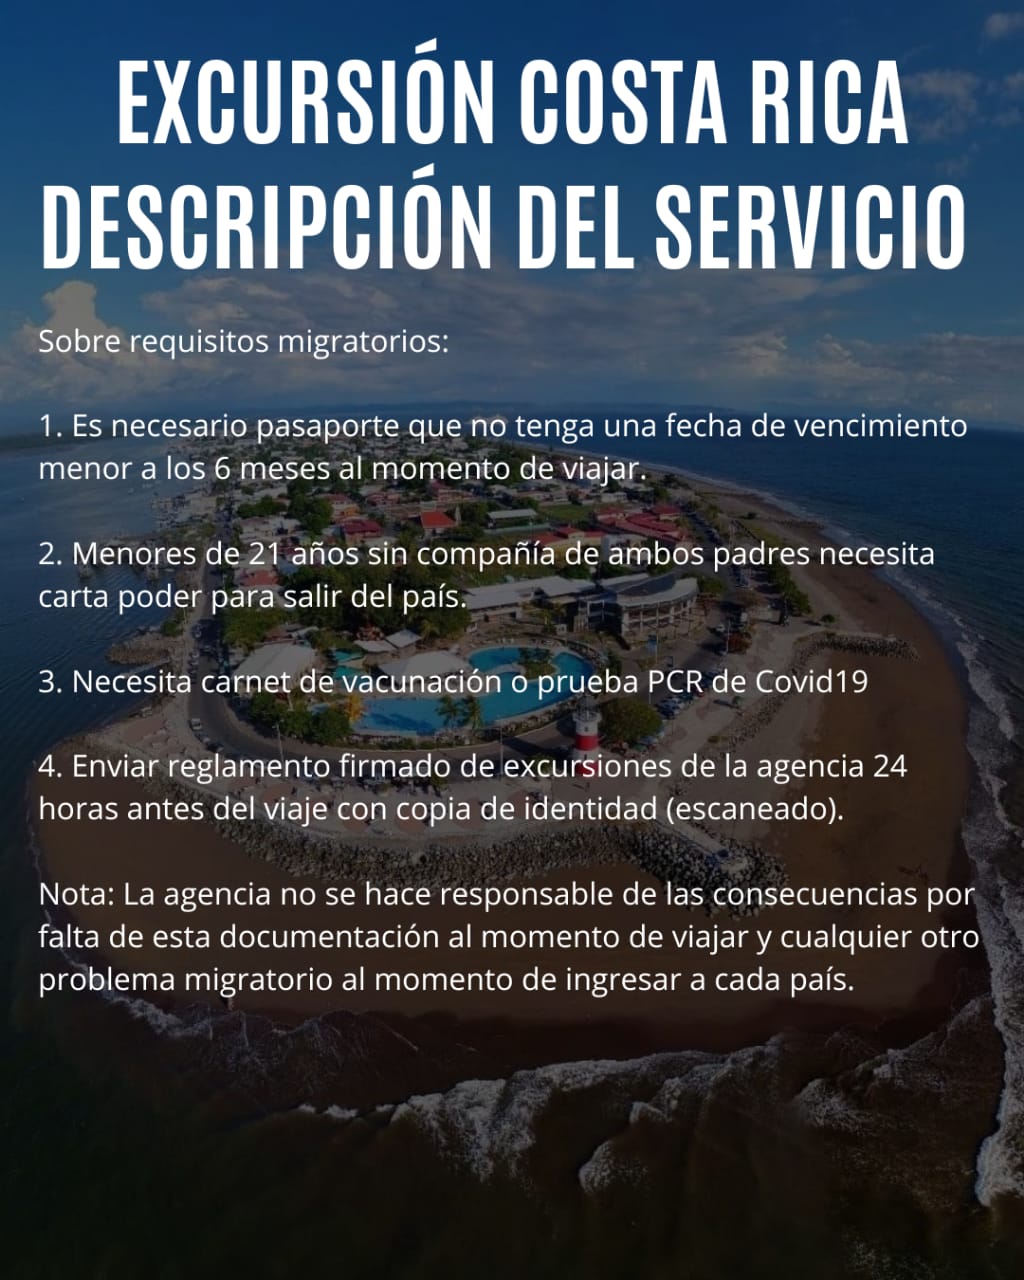 EXCURSIÓN COSTA RICA
DESCRIPCIÓN DEL SERVICIO
Sobre requisitos migratorios:
1. Es necesario pasaporte que no tenga una fecha de vencimiento
menor a los 6 meses al momento de viajar.
2. Menores de 21 años sin compañía de ambos padres necesita
carta poder para salir del país.
3. Necesita carnet de vacunación o prueba PCR de Covid19
4. Enviar reglamento firmado de excursiones de la agencia 24
horas antes del viaje con copia de identidad (escaneado).
Nota: La agencia no se hace responsable de las consecuencias por
falta de esta documentación al momento de viajar y cualquier otro
problema migratorio al momento de ingresar a cada país.